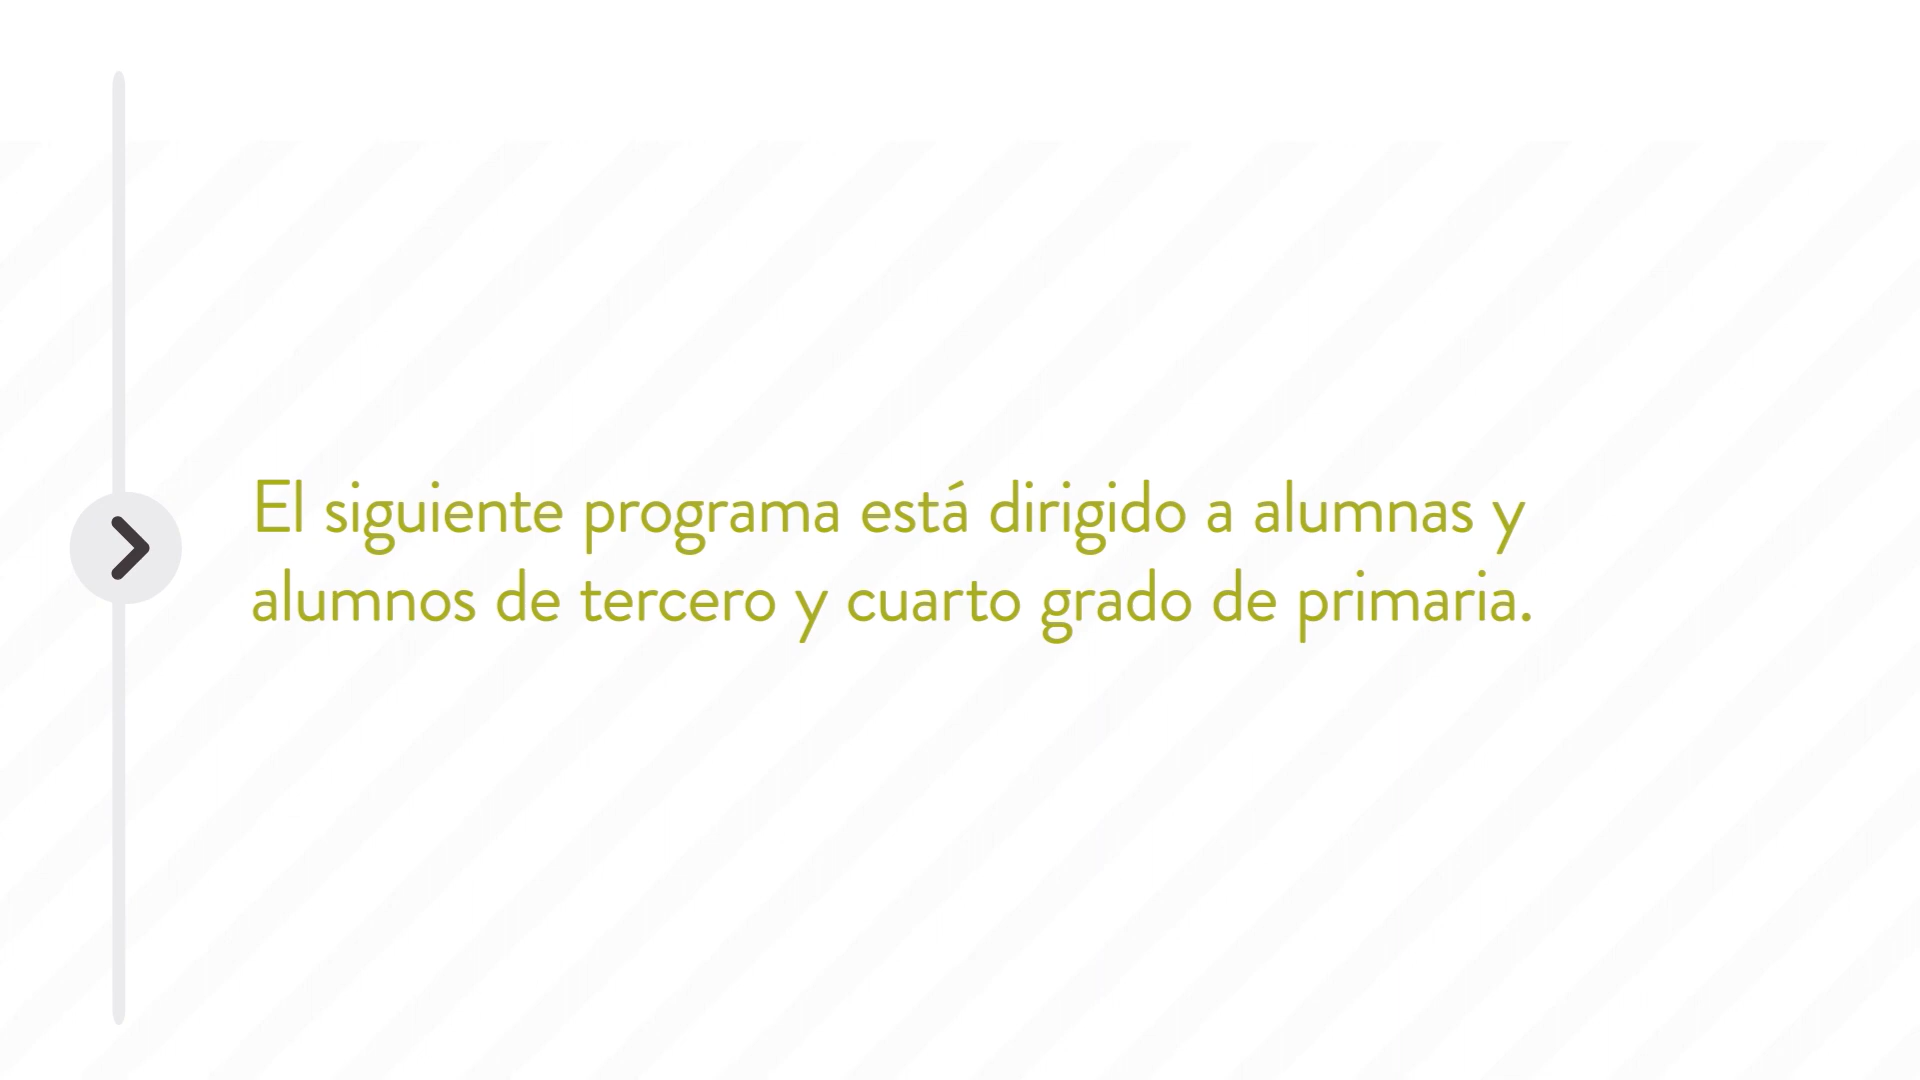 El siguiente programa está dirigido a alumnas y
alumnos de tercero y cuarto grado de primaria.